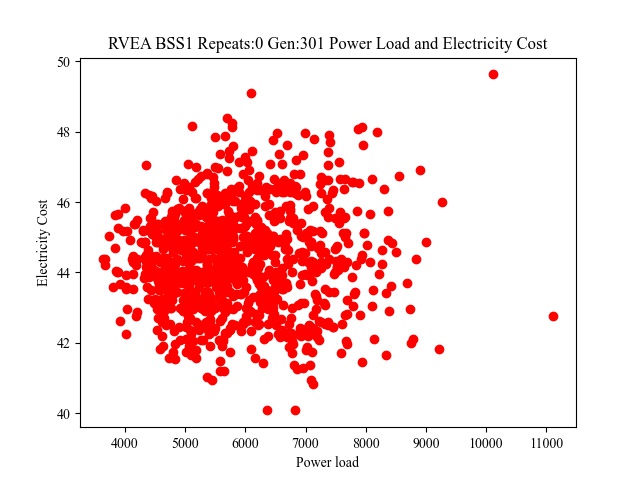 RVEA BSS1 Repeats:0 Gen:301 Power Load and Electricity Cost
50
48
46
44
42
40
Electricity Cost
4000 5000 6000 7000 8000 9000 10000 11000
Power load